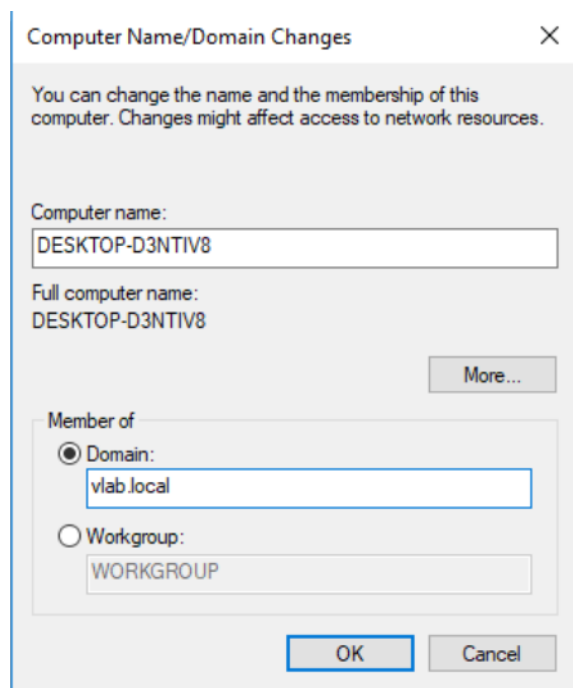 Computer Name/Domain Changes
You can change the name and the membership of this
computer. Changes might affect access to network resources.
Computer name:
DESKTOP-D3NTIV8
Full computer name:
DESKTOP-D3NTIV8
More...
Member of
Domain:
vlab.local
Workgroup:
WORKGROUP
OK
Cancel